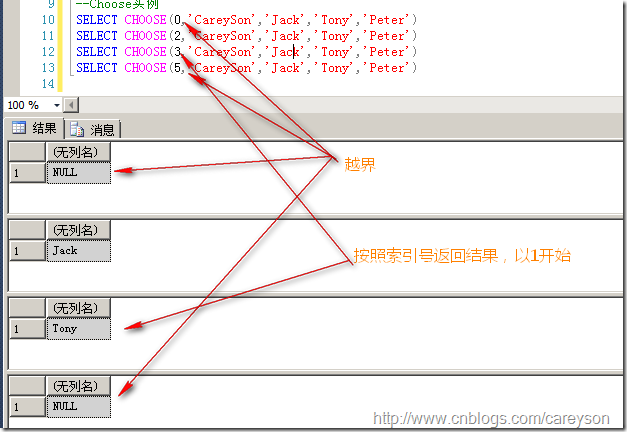 9 --Choose实例
10 SELECT CHOOSE(0,'CareySon','Jack','Tony','Peter')
11 SELECT CHOOSE(2,'CareySon','Jack','Tony','Peter')
12 SELECT CHOOSE(3,'CareySon','Jack','Tony','Peter')
13 SELECT CHOOSE(5,'CareySon','Jack','Tony','Peter')
14
100 %
结果 消息
(无列名)
1 NULL
越界
(无列名)
1 Jack
按照索引号返回结果，以1开始
(无列名)
1 Tony
(无列名)
1 NULL
http://www.cnblogs.com/careyson